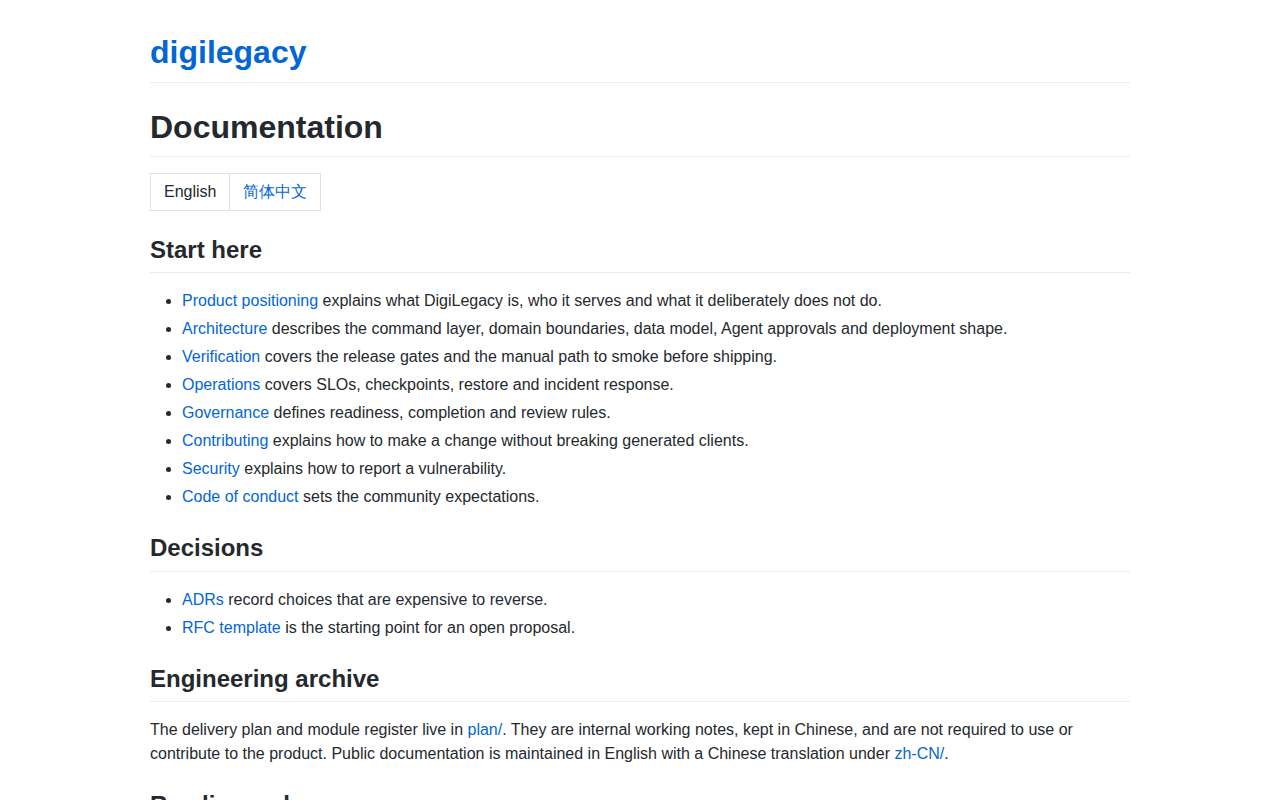 digilegacy
Documentation
English 简体中文
Start here
Product positioning explains what DigiLegacy is, who it serves and what it deliberately does not do.
Architecture describes the command layer, domain boundaries, data model, Agent approvals and deployment shape.
Verification covers the release gates and the manual path to smoke before shipping.
Operations covers SLOs, checkpoints, restore and incident response.
Governance defines readiness, completion and review rules.
Contributing explains how to make a change without breaking generated clients.
Security explains how to report a vulnerability.
Code of conduct sets the community expectations.
Decisions
ADRs record choices that are expensive to reverse.
RFC template is the starting point for an open proposal.
Engineering archive
The delivery plan and module register live in plan/. They are internal working notes, kept in Chinese, and are not required to use or
contribute to the product. Public documentation is maintained in English with a Chinese translation under zh-CN/.